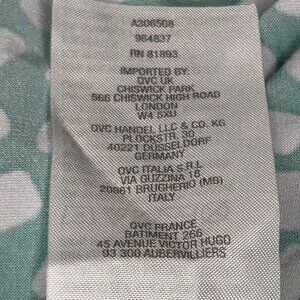 A306508
964837
RN 81893
IMPORTED BY:
QVC UK
CHISWICK PARK
566 CHISWICK HIGH ROAD
LONDON
W4 5XU
QVC HANDEL LLC & CO. KG
PLOCKSTR. 30
40221 DÜSSELDORF
GERMANY
QVC ITALIA S.R.L
VIA GUZZINA 18
20861 BRUGHERIO (MB)
ITALY
QVC FRANCE
BATIMENT 266
45 AVENUE VICTOR HUGO
93 300 AUBERVILLIERS